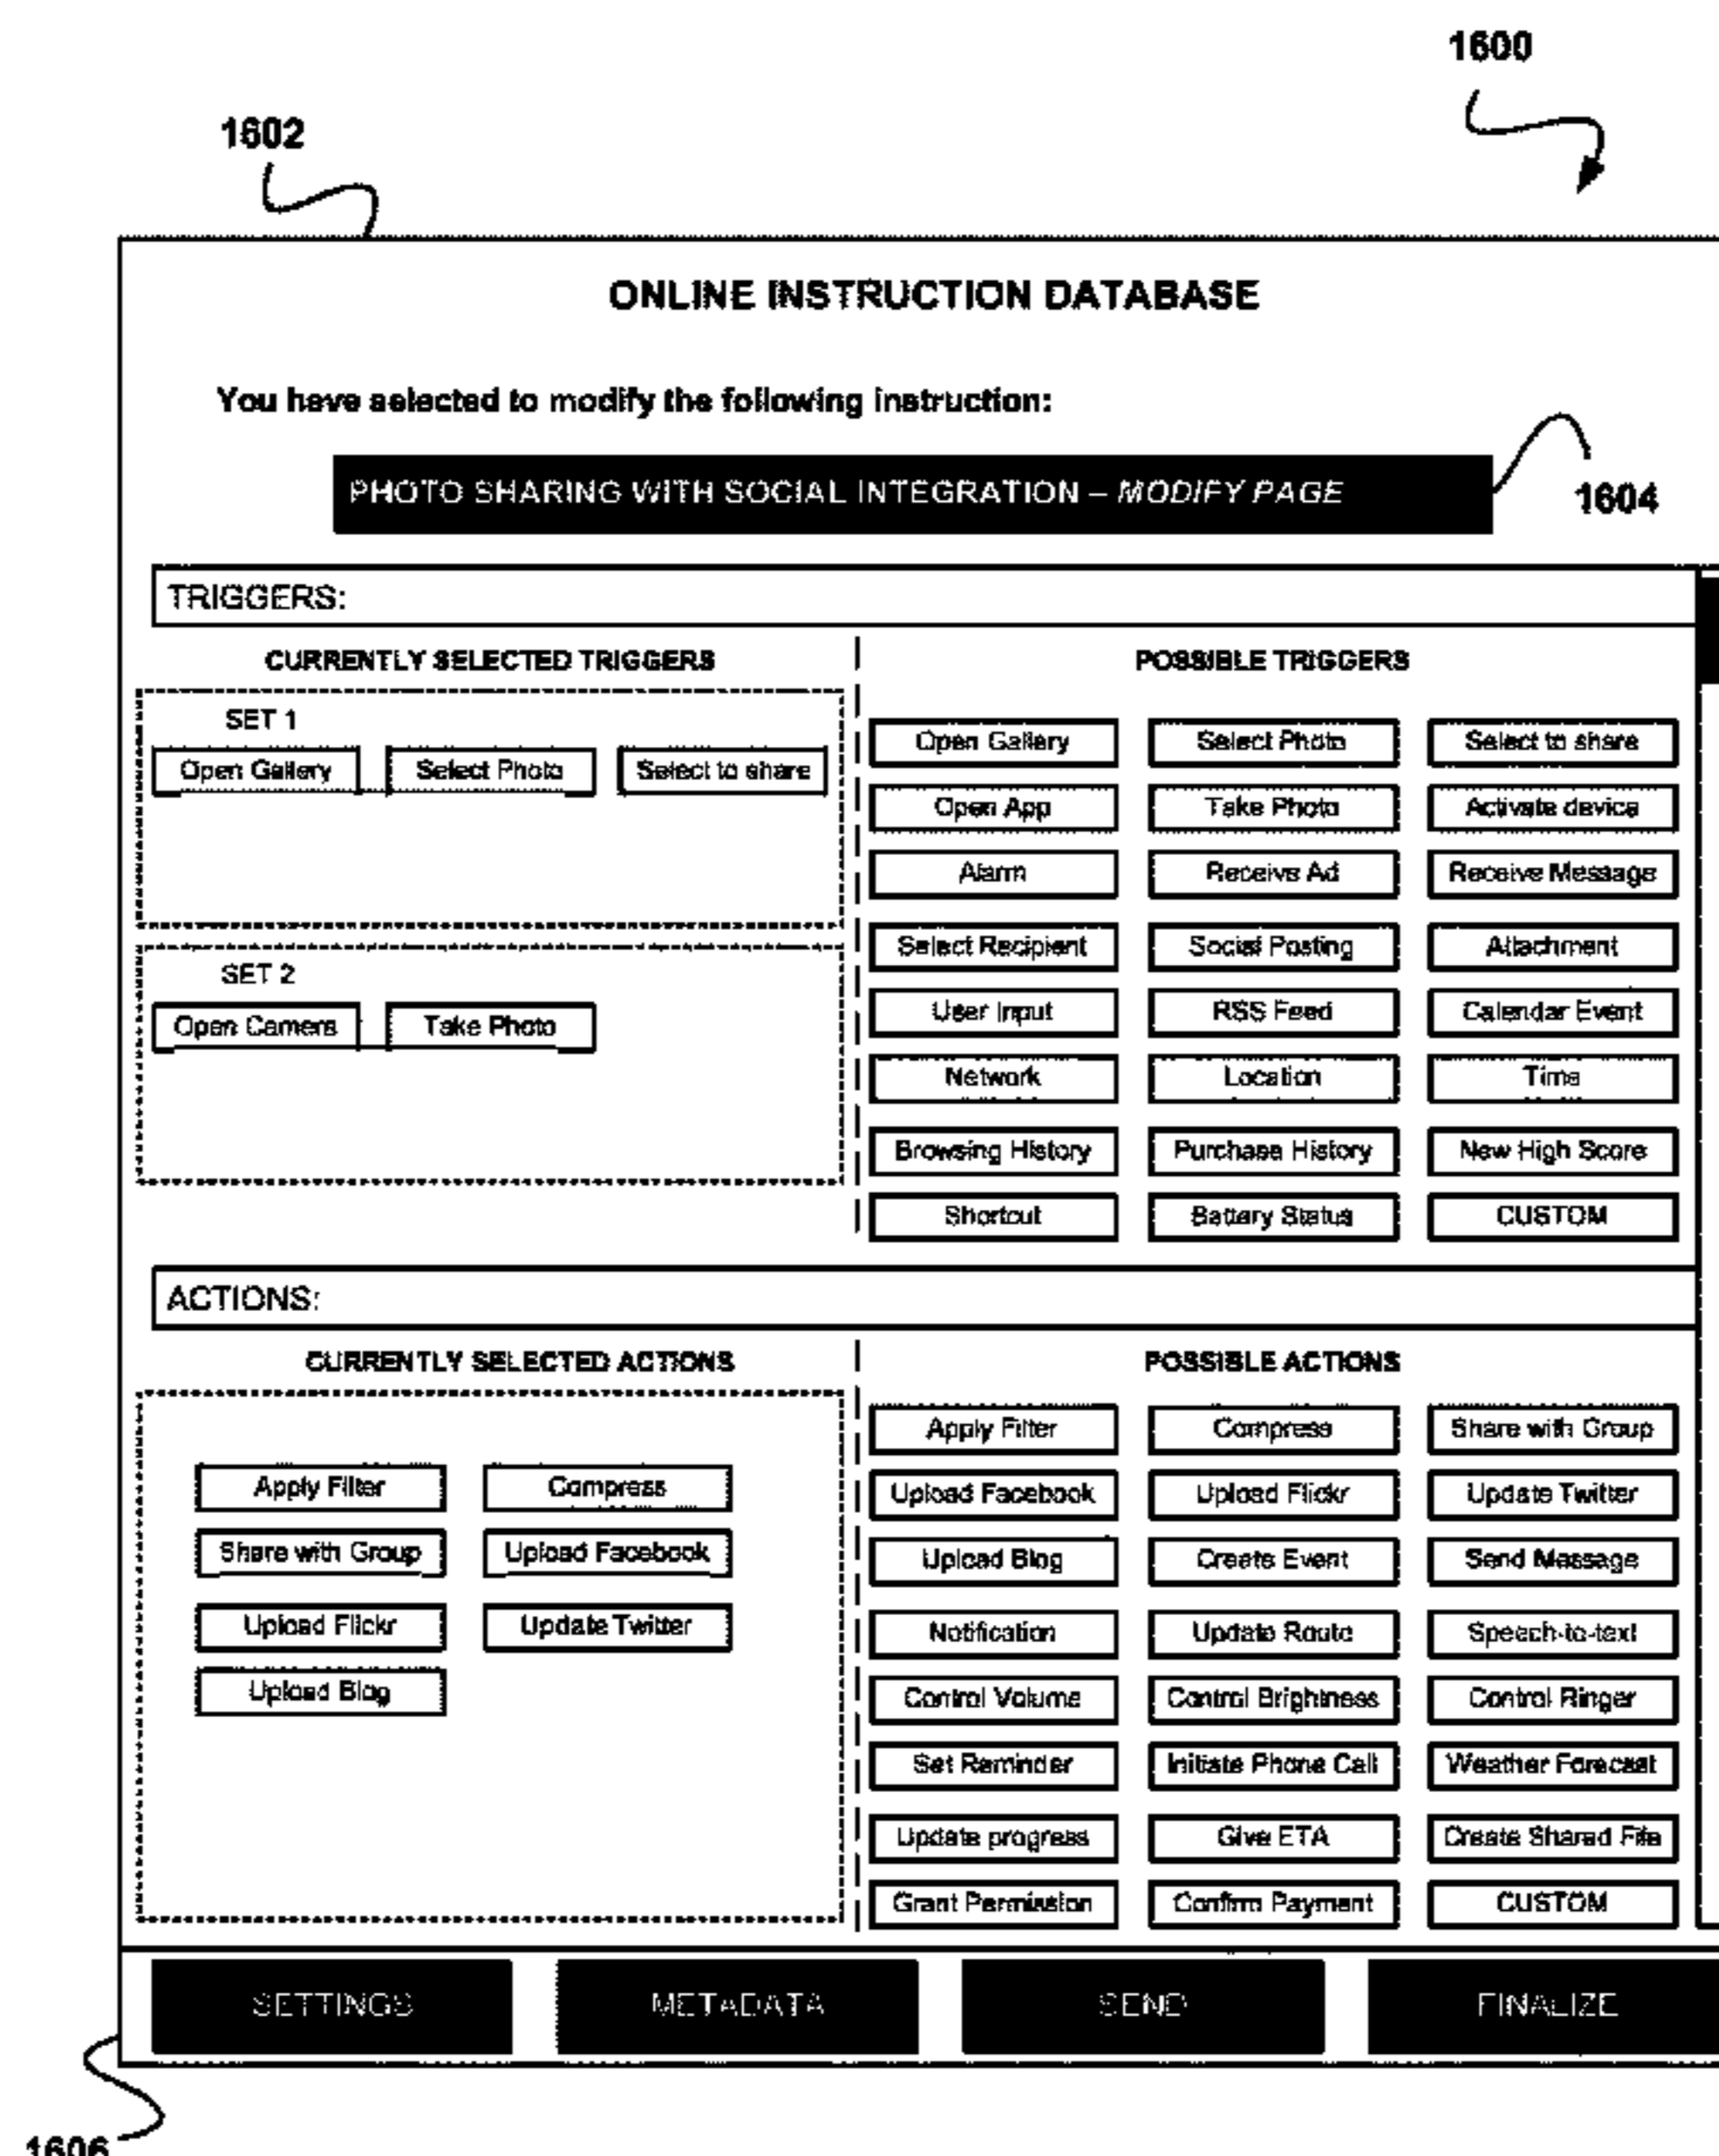 1600
1602
ONLINE INSTRUCTION DATABASE
You have selected to modify the following instruction:
PHOTO SHARING WITH SOCIAL INTEGRATION – MODIFY PAGE
1604
TRIGGERS:
CURRENTLY SELECTED TRIGGERS
SET 1
Open Gallery Select Photo Select to share
SET 2
Open Camera Take Photo
POSSIBLE TRIGGERS
Open Gallery Select Photo Select to share
Open App Take Photo Activate device
Alarm Receive Ad Receive Message
Select Recipient Social Posting Attachment
User Input RSS Feed Calendar Event
Network Location Time
Browsing History Purchase History New High Score
Shortcut Battery Status CUSTOM
ACTIONS:
CURRENTLY SELECTED ACTIONS
Apply Filter Compress
Share with Group Upload Facebook
Upload Flickr Update Twitter
Upload Blog
POSSIBLE ACTIONS
Apply Filter Compress Share with Group
Upload Facebook Upload Flickr Update Twitter
Upload Blog Create Event Send Message
Notification Update Route Speech-to-text
Control Volume Control Brightness Control Ringer
Set Reminder Initiate Phone Call Weather Forecast
Update progress Give ETA Create Shared File
Grant Permission Confirm Payment CUSTOM
SETTINGS METADATA SEND FINALIZE
1606